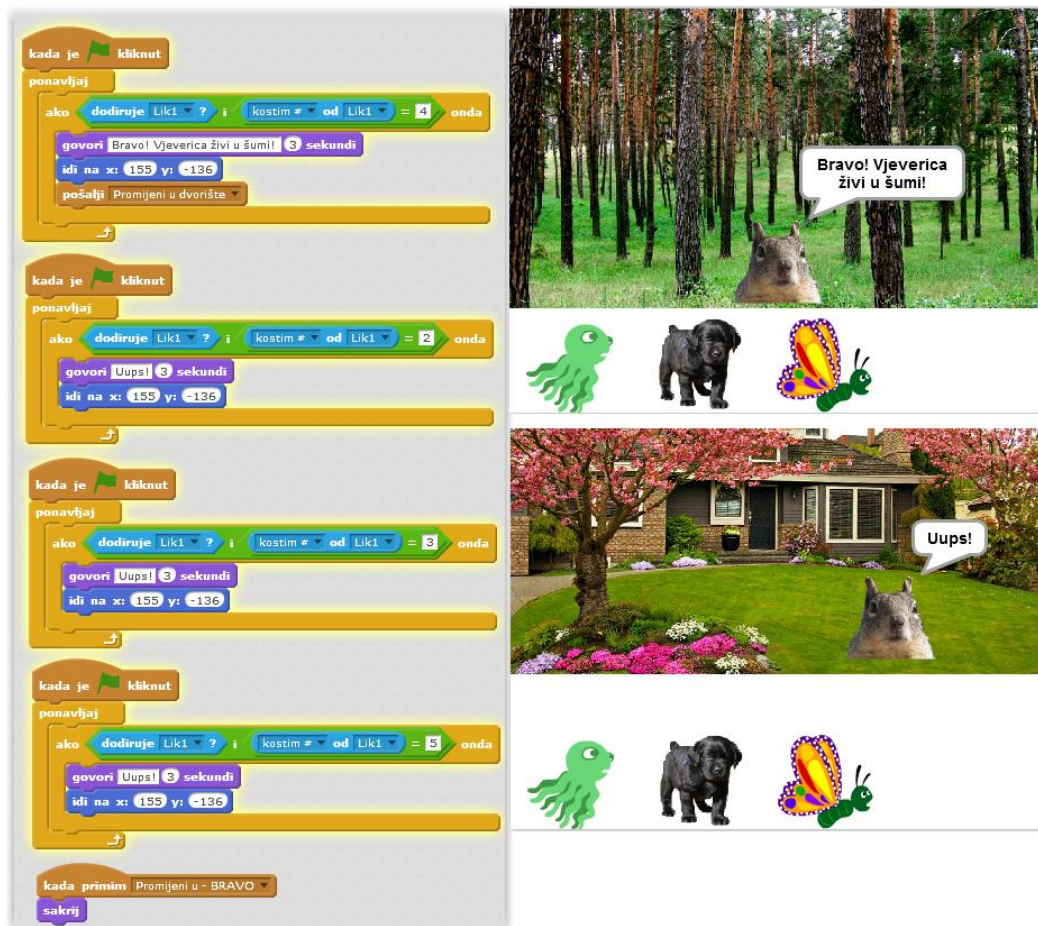 kada je kliknut
ponavljaj
ako dodiruje Lik1 ? i kostim # od Lik1 = 4 onda
govori Bravo! Vjeverica živi u šumi! 3 sekundi
idi na x: 155 y: -136
pošalji Promijeni u dvorište
kada je kliknut
ponavljaj
ako dodiruje Lik1 ? i kostim # od Lik1 = 2 onda
govori Uups! 3 sekundi
idi na x: 155 y: -136
kada je kliknut
ponavljaj
ako dodiruje Lik1 ? i kostim # od Lik1 = 3 onda
govori Uups! 3 sekundi
idi na x: 155 y: -136
kada je kliknut
ponavljaj
ako dodiruje Lik1 ? i kostim # od Lik1 = 5 onda
govori Uups! 3 sekundi
idi na x: 155 y: -136
kada primim Promijeni u - BRAVO
sakrij
Bravo! Vjeverica
živi u šumi!
Uups!